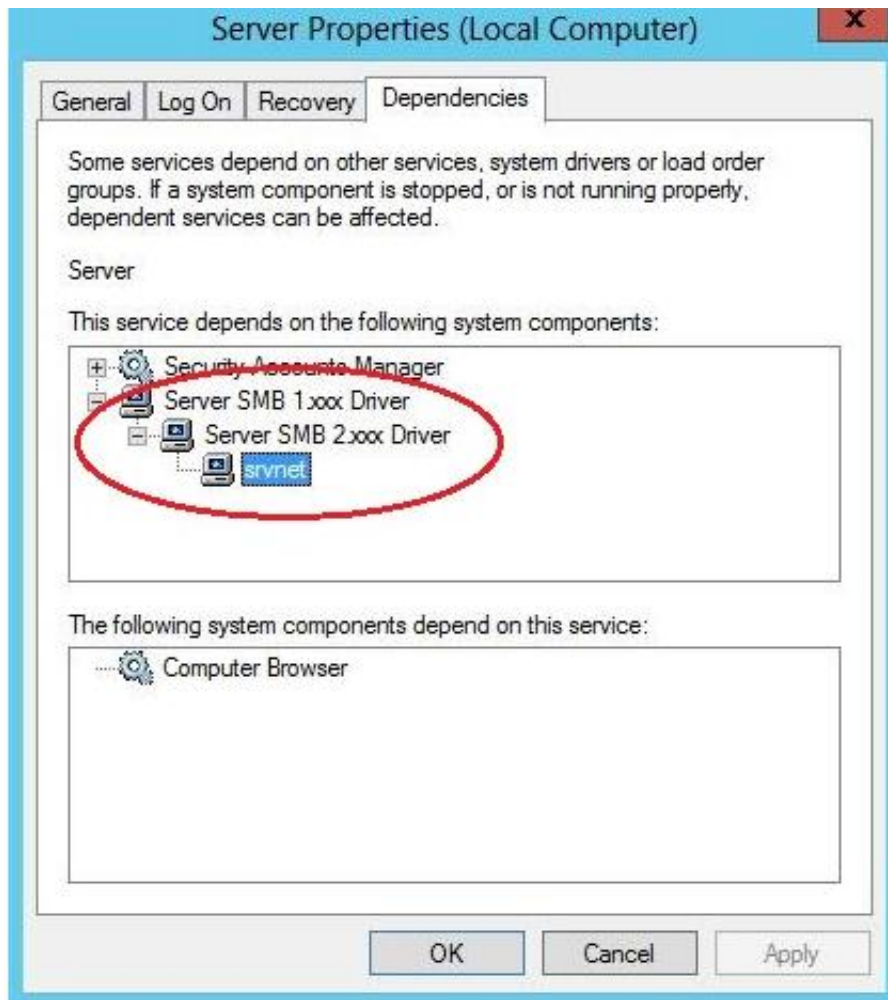 Server Properties (Local Computer)
x
General Log On Recovery Dependencies
Some services depend on other services, system drivers or load order
groups. If a system component is stopped, or is not running properly,
dependent services can be affected.
Server
This service depends on the following system components:
Security Accounts Manager
Server SMB 1.xxx Driver
Server SMB 2.xxx Driver
srvnet
The following system components depend on this service:
Computer Browser
OK Cancel Apply